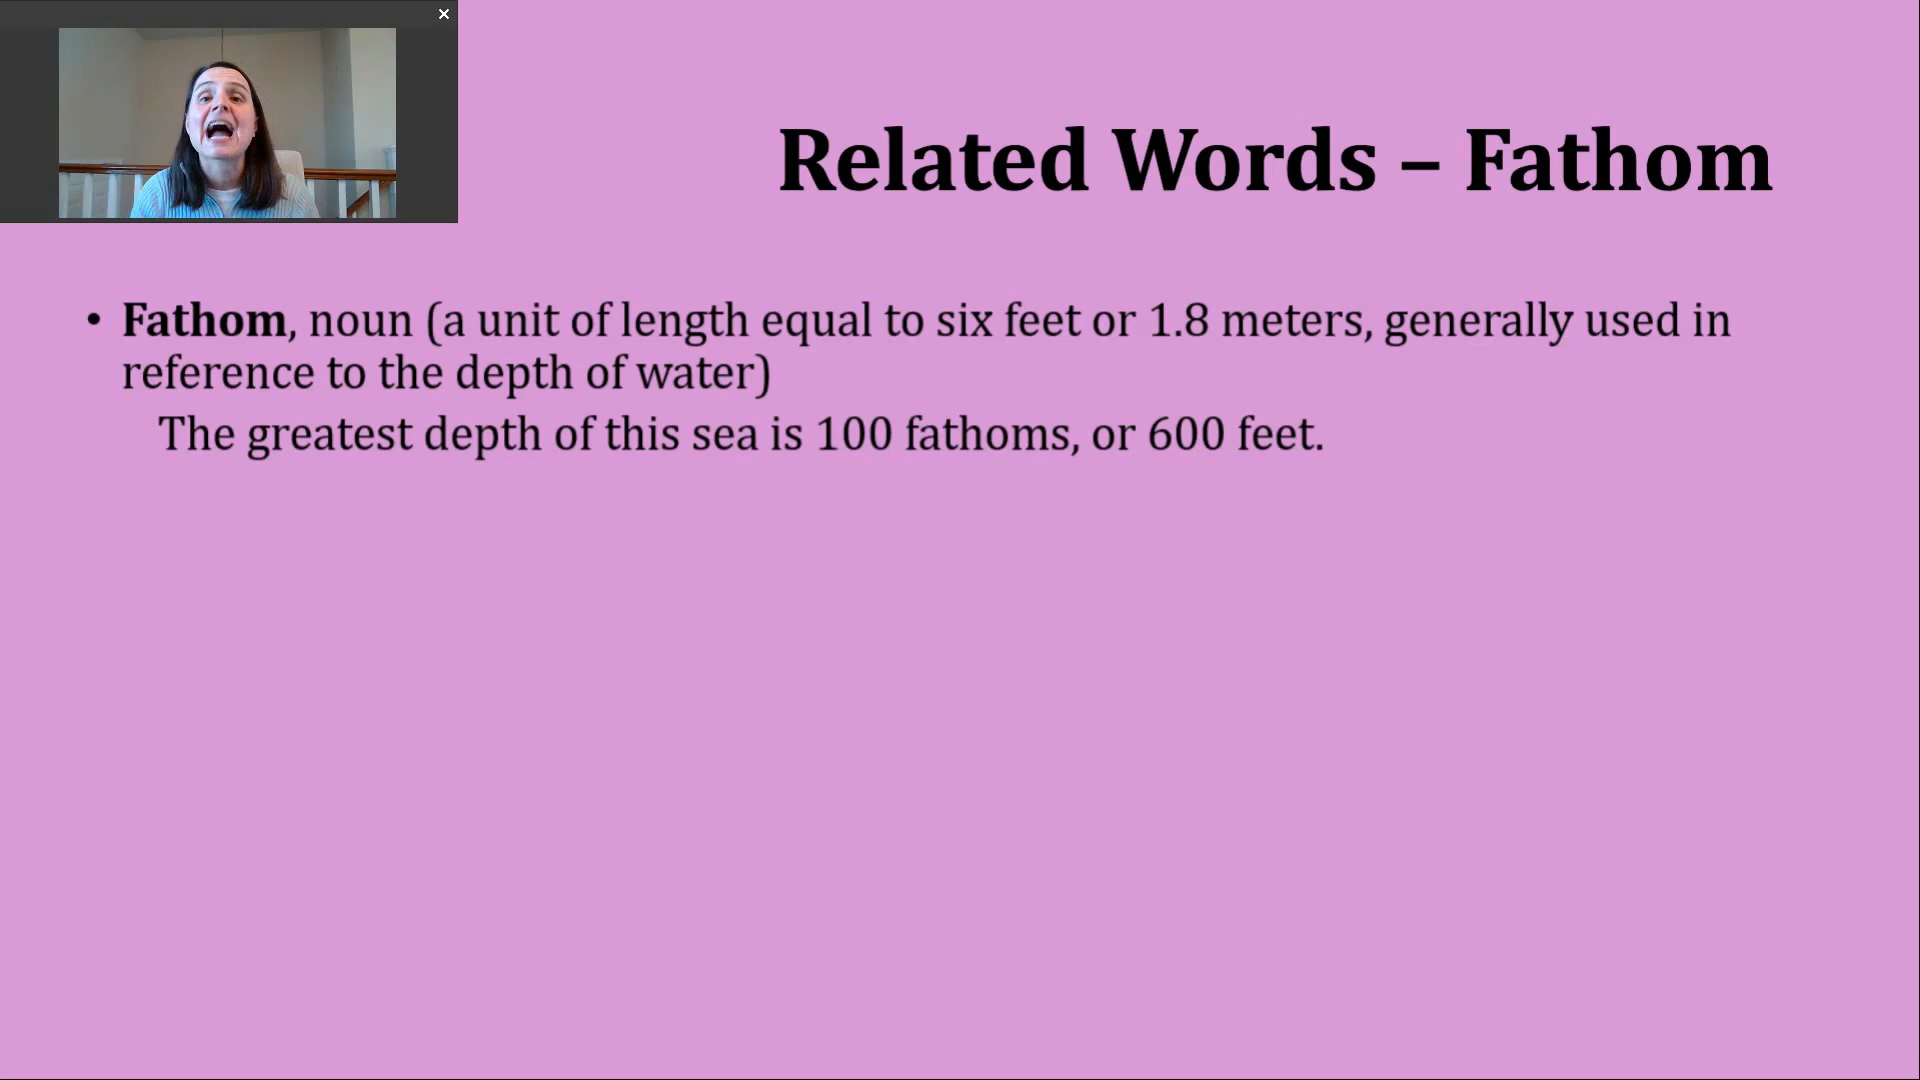 Related Words – Fathom
• Fathom, noun (a unit of length equal to six feet or 1.8 meters, generally used in
reference to the depth of water)
The greatest depth of this sea is 100 fathoms, or 600 feet.